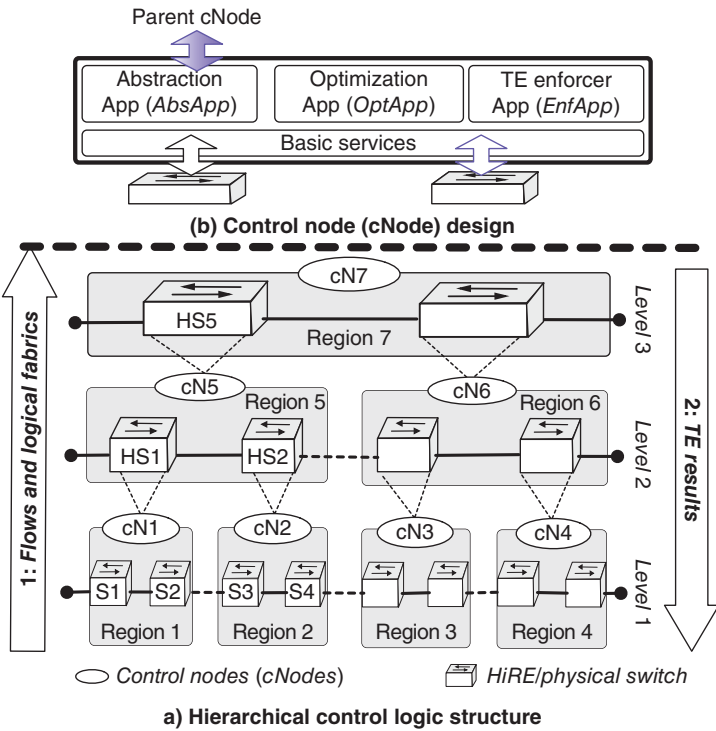 Parent cNode
Abstraction App (AbsApp)
Optimization App (OptApp)
TE enforcer App (EnfApp)
Basic services
(b) Control node (cNode) design
cN7
HS5
Region 7
Level 3
cN5
Region 5
cN6
Region 6
HS1
HS2
Level 2
cN1
cN2
cN3
cN4
S1
S2
S3
S4
Level 1
Region 1
Region 2
Region 3
Region 4
1: Flows and logical fabrics
2: TE results
Control nodes (cNodes)
HiRE/physical switch
a) Hierarchical control logic structure